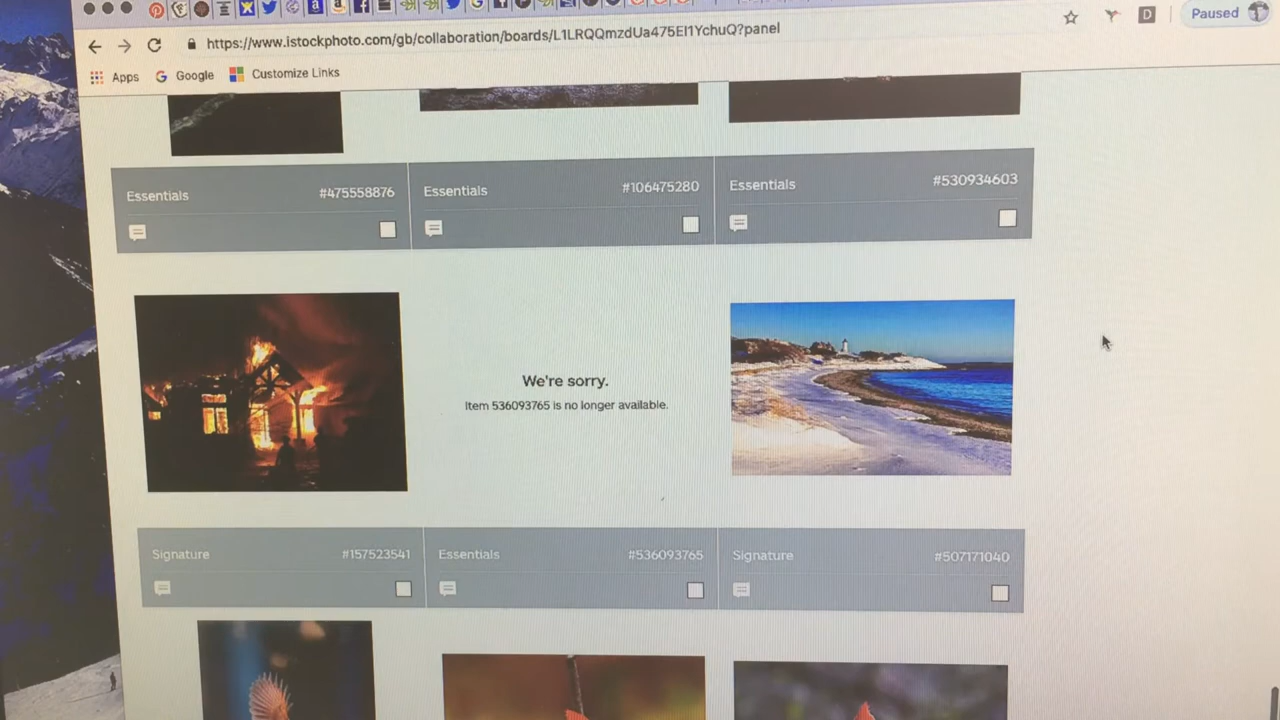 https://www.istockphoto.com/gb/collaboration/boards/L1LRQQmzdUa475EI1YchuQ?panel
Paused
Apps
Google
Customize Links
Essentials #475558876
Essentials #106475280
Essentials #530934603
We're sorry.
Item 536093765 is no longer available.
Signature #157523541
Essentials #536093765
Signature #507171040